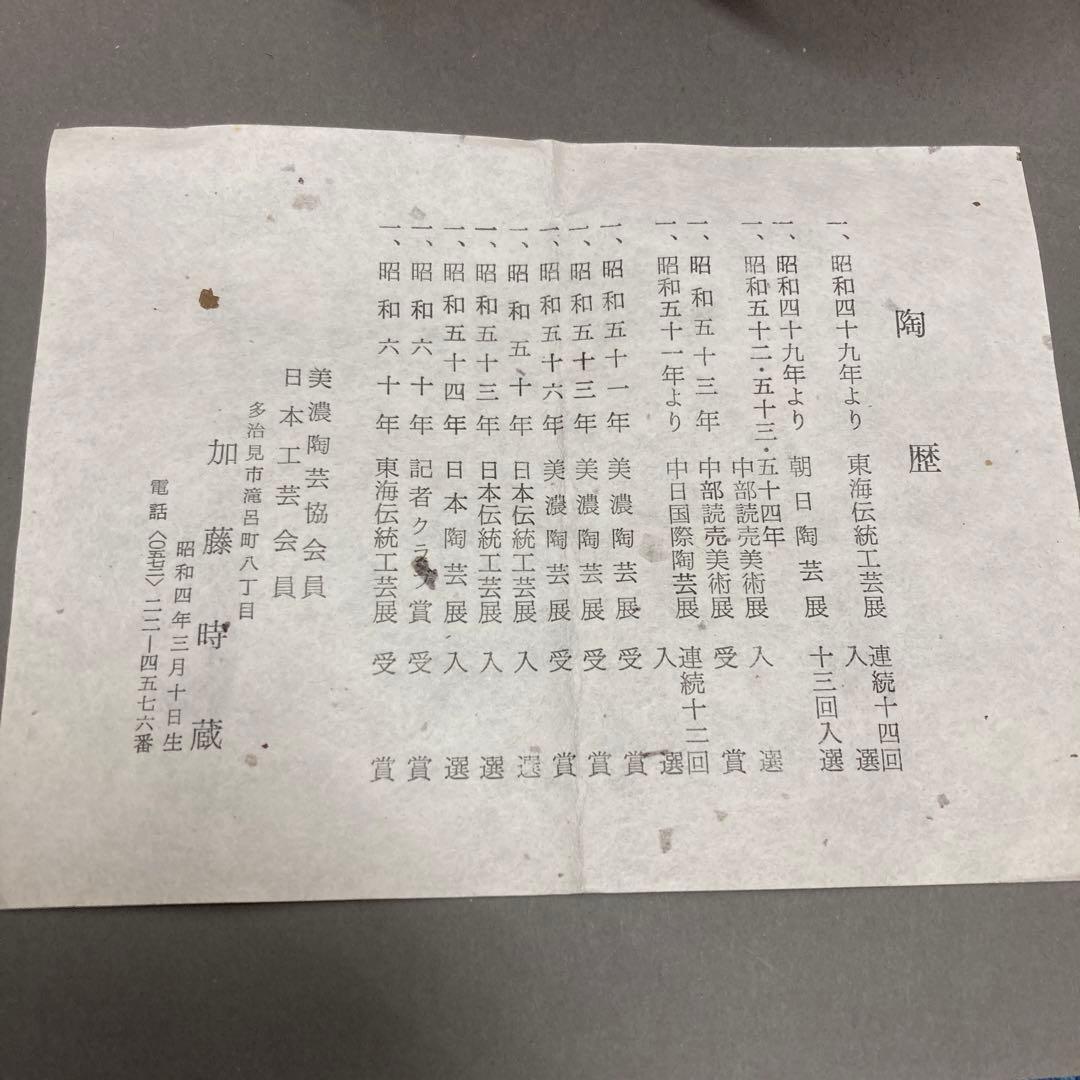 陶歴
一、昭和四十九年より 東海伝統工芸展 連続十四回入選
一、昭和四十九年より 朝日陶芸展 十三回入選
一、昭和五十二・五十三・五十四年 中部読売美術展 入選
一、昭和五十三年 中部読売美術展 受賞
一、昭和五十一年より 中日国際陶芸展 連続十二回入選
一、昭和五十一年 美濃陶芸展 受賞
一、昭和五十三年 美濃陶芸展 受賞
一、昭和五十六年 美濃陶芸展 受賞
一、昭和五十年 日本伝統工芸展 入選
一、昭和五十三年 日本伝統工芸展 入選
一、昭和五十四年 日本陶芸展 入選
一、昭和六十年 記者クラブ賞 受賞
一、昭和六十年 東海伝統工芸展 受賞
美濃陶芸協会員
日本工芸会員
多治見市滝呂町八丁目
加藤時蔵
昭和四年三月十日生
電話〈〇五七二〉二二―四五七六番